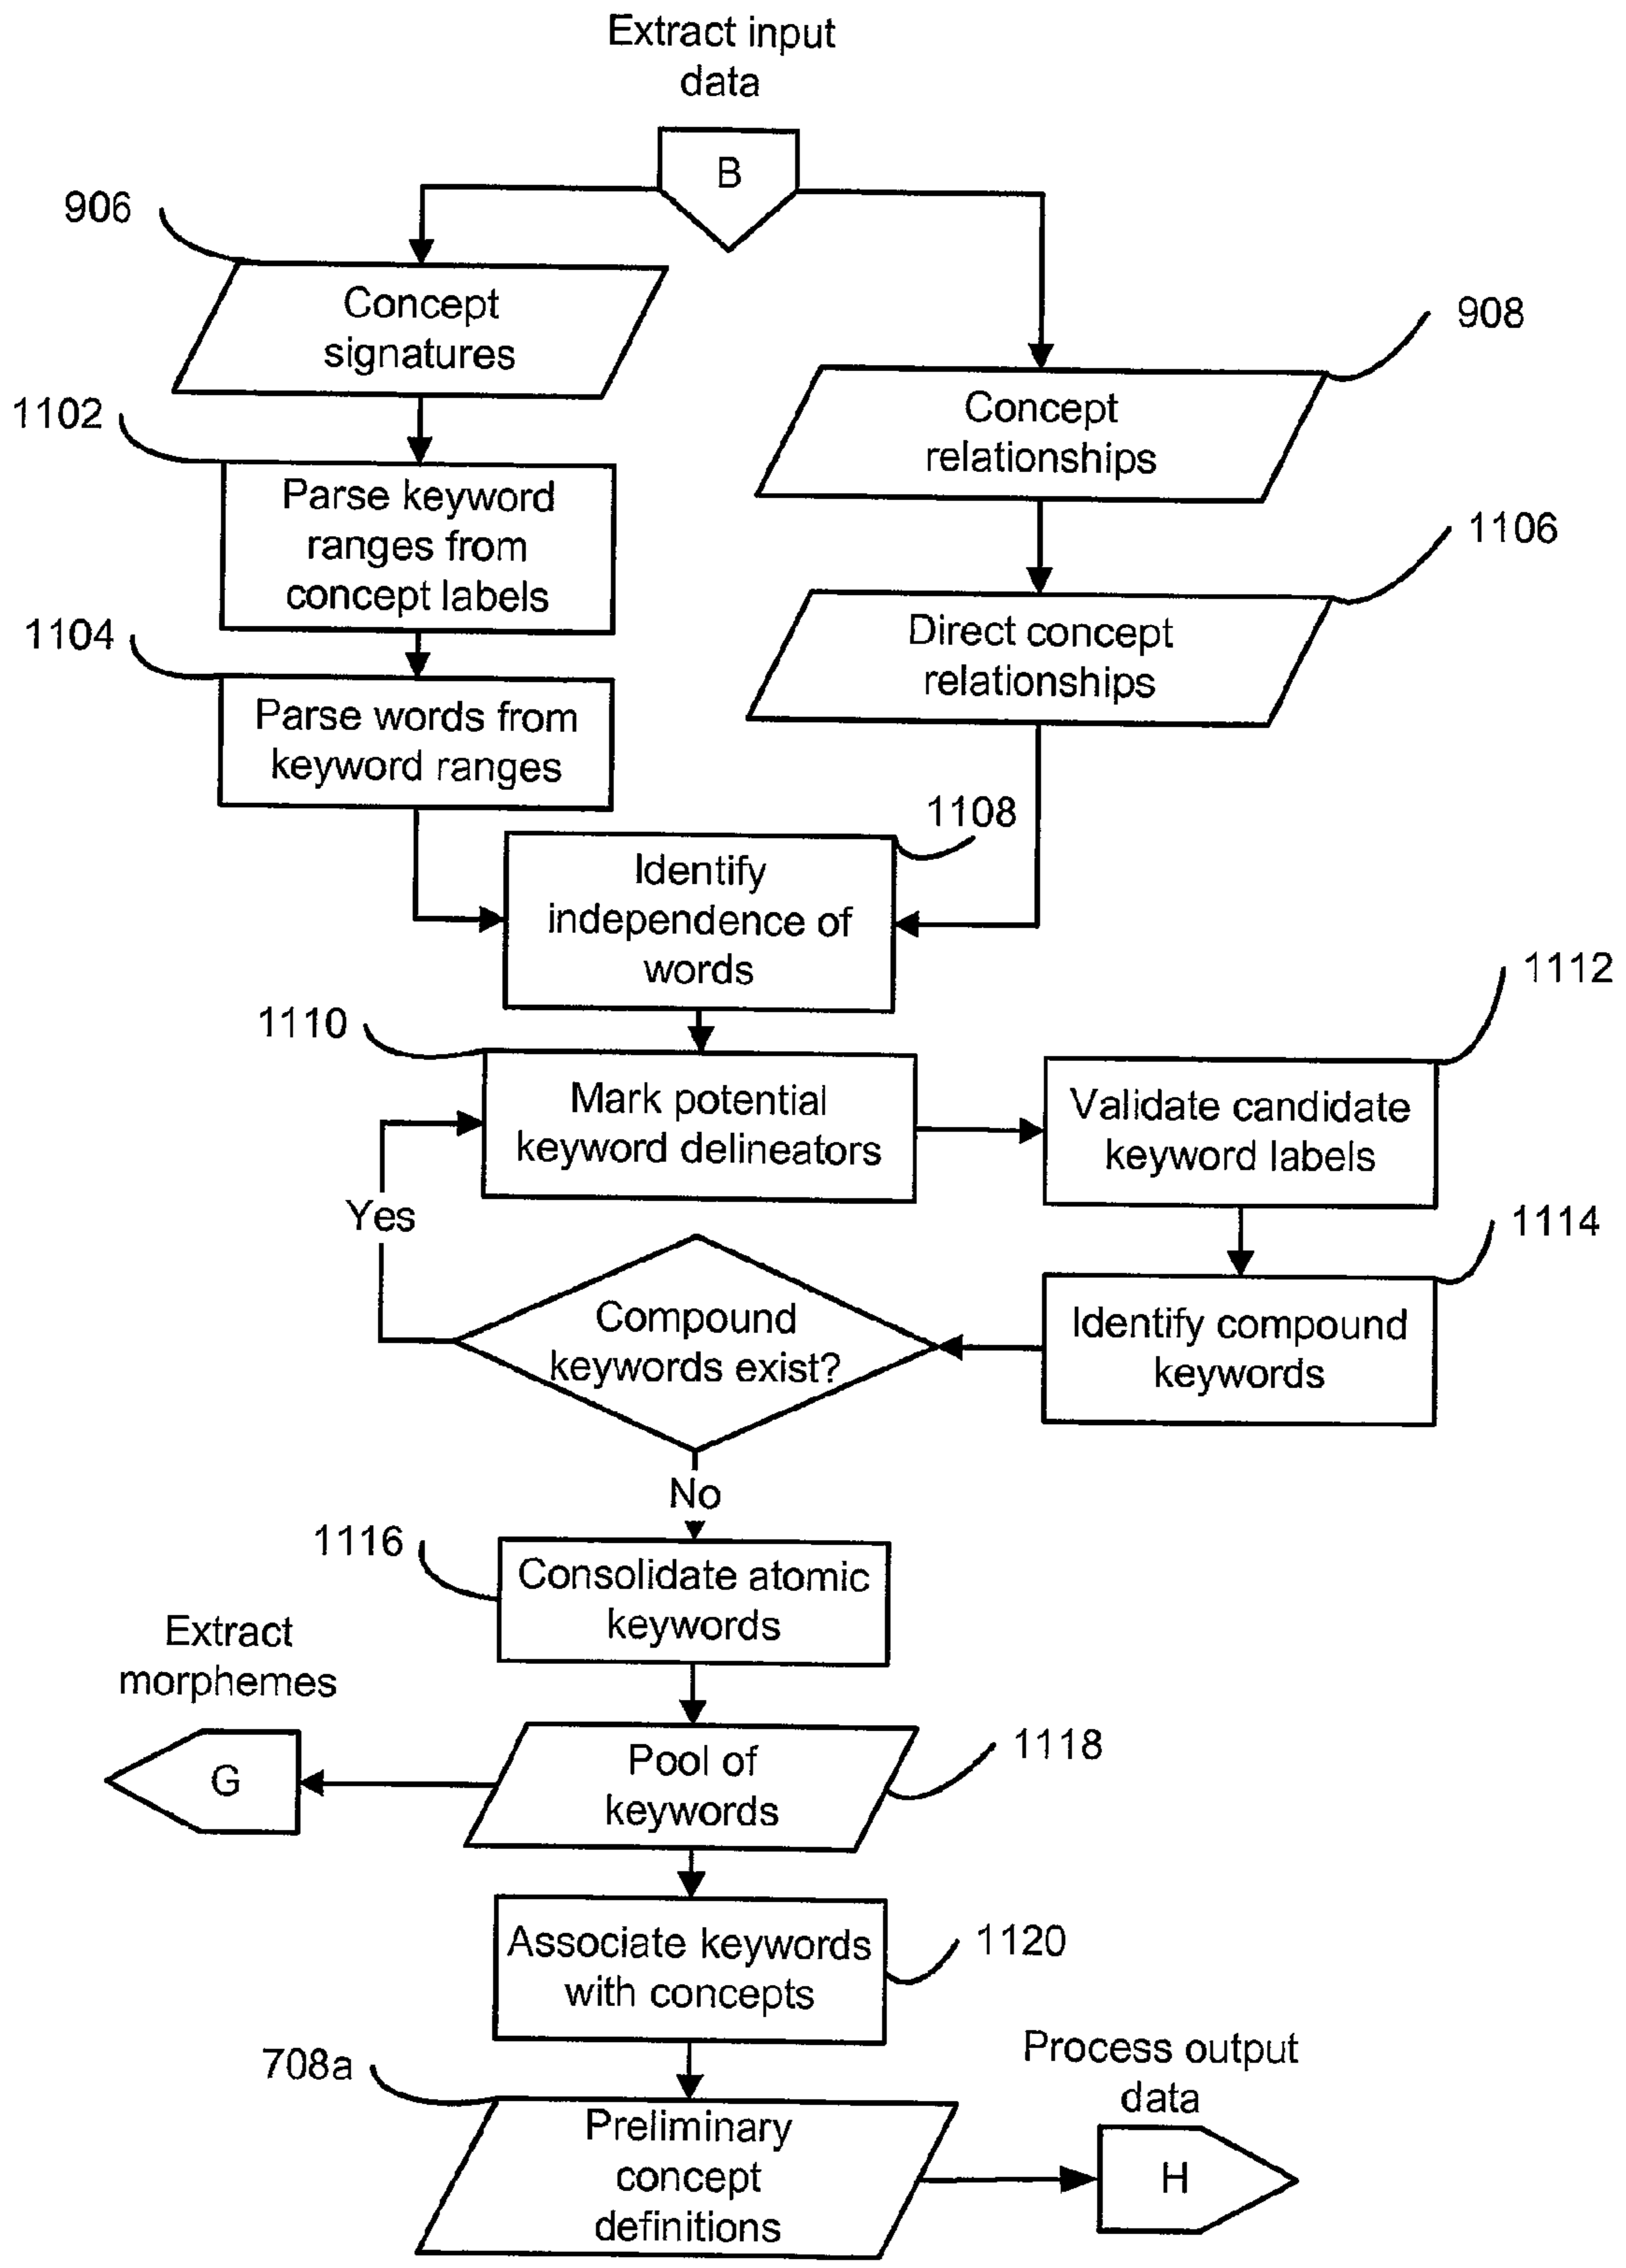 Extract input
data
B
906
Concept
signatures
908
Concept
relationships
1102
Parse keyword
ranges from
concept labels
1106
Direct concept
relationships
1104
Parse words from
keyword ranges
1108
Identify
independence of
words
1110
Mark potential
keyword delineators
1112
Validate candidate
keyword labels
Yes
1114
Identify compound
keywords
Compound
keywords exist?
No
1116
Consolidate atomic
keywords
Extract
morphemes
G
1118
Pool of
keywords
1120
Associate keywords
with concepts
708a
Preliminary
concept
definitions
Process output
data
H